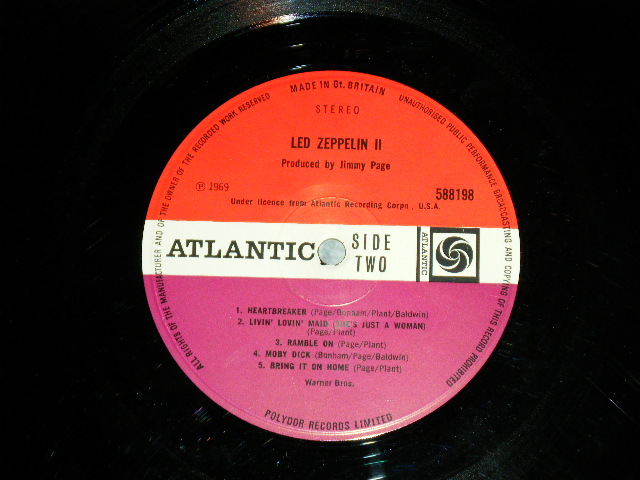 MADE IN Gt. BRITAIN
UNAUTHORISED PUBLIC PERFORMANCE BROADCASTING AND COPYING OF THIS RECORD PROHIBITED
ALL RIGHTS OF THE MANUFACTURER AND OF THE OWNER OF THE RECORDED WORK RESERVED
STEREO
LED ZEPPELIN II
Produced by Jimmy Page
℗ 1969
588198
Under licence from Atlantic Recording Corpn., U.S.A.
ATLANTIC
SIDE
TWO
ATLANTIC
1. HEARTBREAKER (Page/Bonham/Plant/Baldwin)
2. LIVIN' LOVIN' MAID (SHE'S JUST A WOMAN)
(Page/Plant)
3. RAMBLE ON (Page/Plant)
4. MOBY DICK (Bonham/Page/Baldwin)
5. BRING IT ON HOME (Page/Plant)
Warner Bros.
POLYDOR RECORDS LIMITED